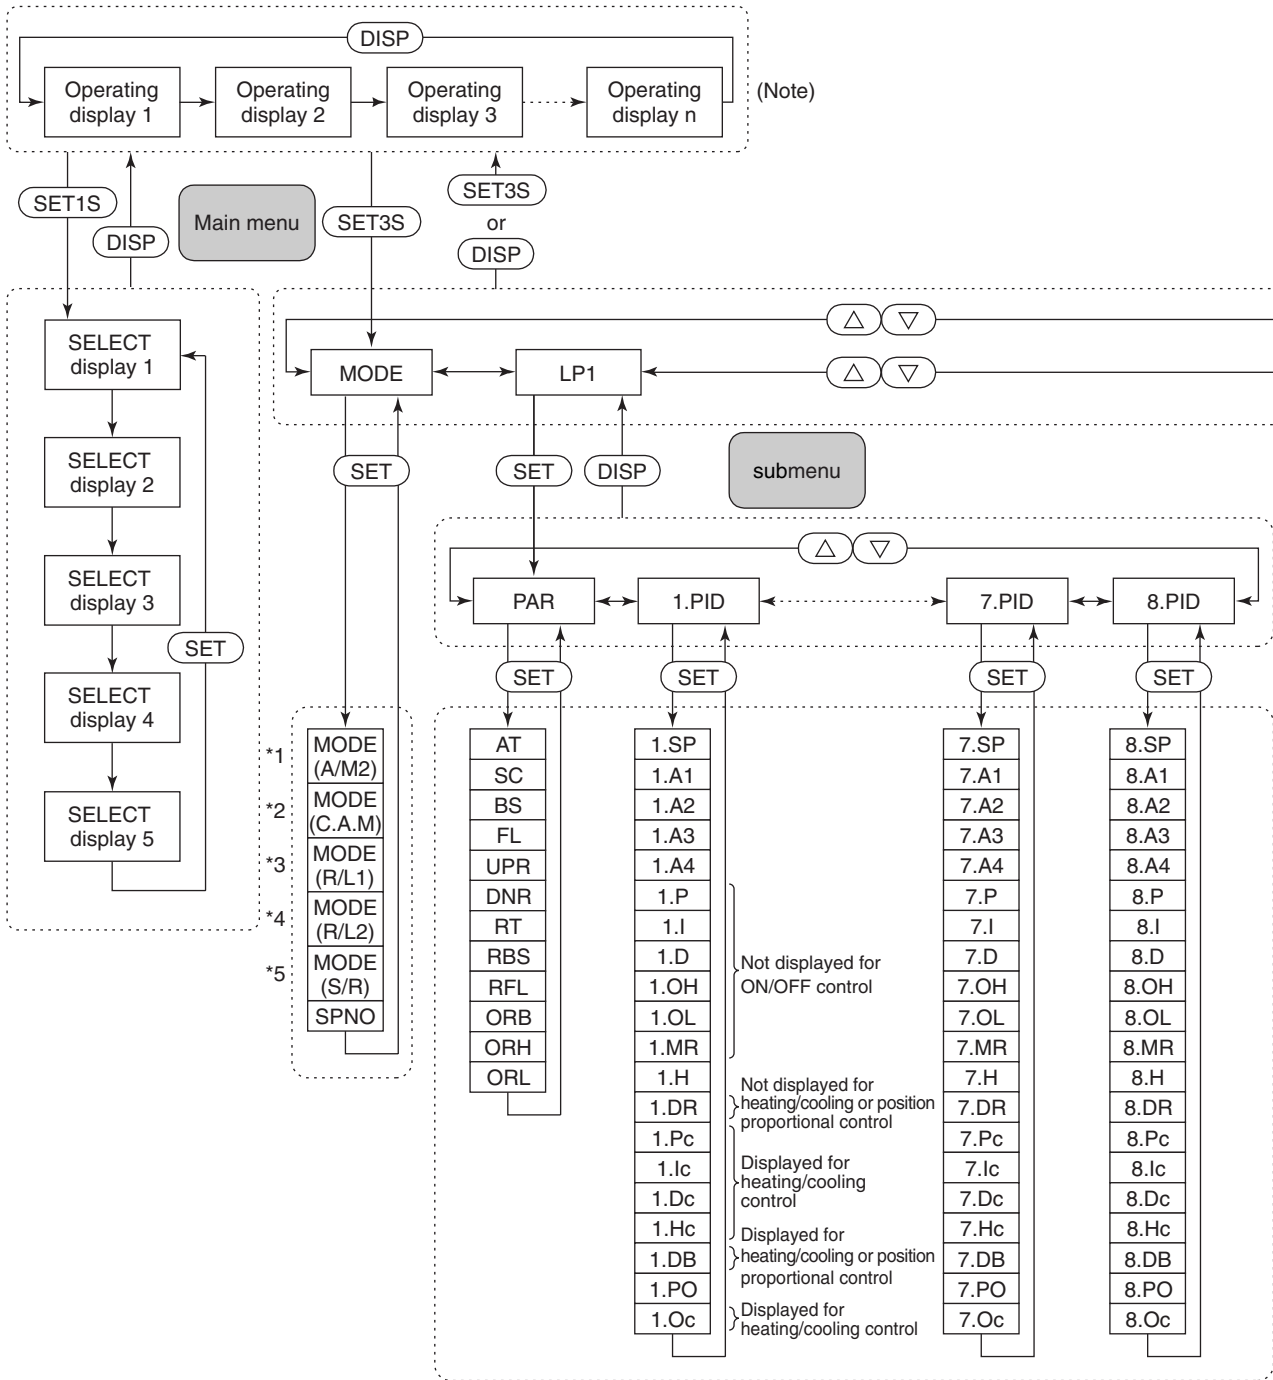 DISP
Operating
display 1
Operating
display 2
Operating
display 3
Operating
display n
(Note)
SET1S
DISP
Main menu
SET3S
SET3S
or
DISP
SELECT
display 1
SELECT
display 2
SELECT
display 3
SELECT
display 4
SELECT
display 5
SET
MODE
LP1
SET
SET
DISP
submenu
PAR
1.PID
7.PID
8.PID
SET
SET
SET
SET
*1
MODE
(A/M2)
*2
MODE
(C.A.M)
*3
MODE
(R/L1)
*4
MODE
(R/L2)
*5
MODE
(S/R)
SPNO
AT
SC
BS
FL
UPR
DNR
RT
RBS
RFL
ORB
ORH
ORL
1.SP
1.A1
1.A2
1.A3
1.A4
1.P
1.I
1.D
1.OH
1.OL
1.MR
1.H
1.DR
1.Pc
1.Ic
1.Dc
1.Hc
1.DB
1.PO
1.Oc
Not displayed for
ON/OFF control
Not displayed for
heating/cooling or position
proportional control
Displayed for
heating/cooling
control
Displayed for
heating/cooling or position
proportional control
Displayed for
heating/cooling control
7.SP
7.A1
7.A2
7.A3
7.A4
7.P
7.I
7.D
7.OH
7.OL
7.MR
7.H
7.DR
7.Pc
7.Ic
7.Dc
7.Hc
7.DB
7.PO
7.Oc
8.SP
8.A1
8.A2
8.A3
8.A4
8.P
8.I
8.D
8.OH
8.OL
8.MR
8.H
8.DR
8.Pc
8.Ic
8.Dc
8.Hc
8.DB
8.PO
8.Oc